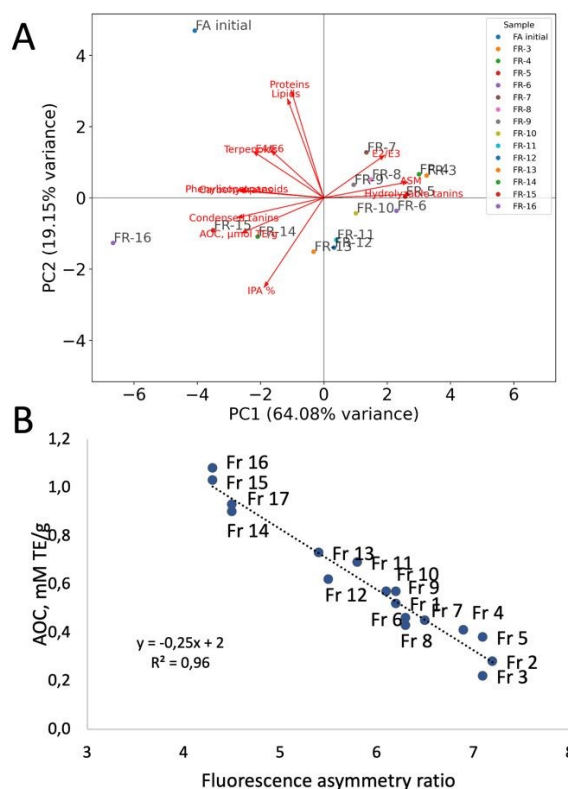 A
Sample
FA initial
FR-3
FR-4
FR-5
FR-6
FR-7
FR-8
FR-9
FR-10
FR-11
FR-12
FR-13
FR-14
FR-15
FR-16
FA initial
Proteins
Lipids
Terpenoids
FR-7
E2/E3
FR-8
FR-9
FR-4
FR-3
ASM
FR-5
Hydrolyzable tanins
FR-6
FR-10
Condensed tanins
FR-15
AOC, µmol TE/g
FR-14
FR-16
FR-11
FR-12
FR-13
IPA %
4
2
0
−2
−4
PC2 (19.15% variance)
−6 −4 −2 0 2 4 6
PC1 (64.08% variance)
B
1,2
1,0
0,8
0,6
0,4
0,2
0,0
AOC, mM TE/g
Fr 16
Fr 15
Fr 17
Fr 14
Fr 13
Fr 11
Fr 10
Fr 12
Fr 9
Fr 1
Fr 6
Fr 7
Fr 4
Fr 8
Fr 5
Fr 2
Fr 3
y = -0,25x + 2
R² = 0,96
3 4 5 6 7 8
Fluorescence asymmetry ratio